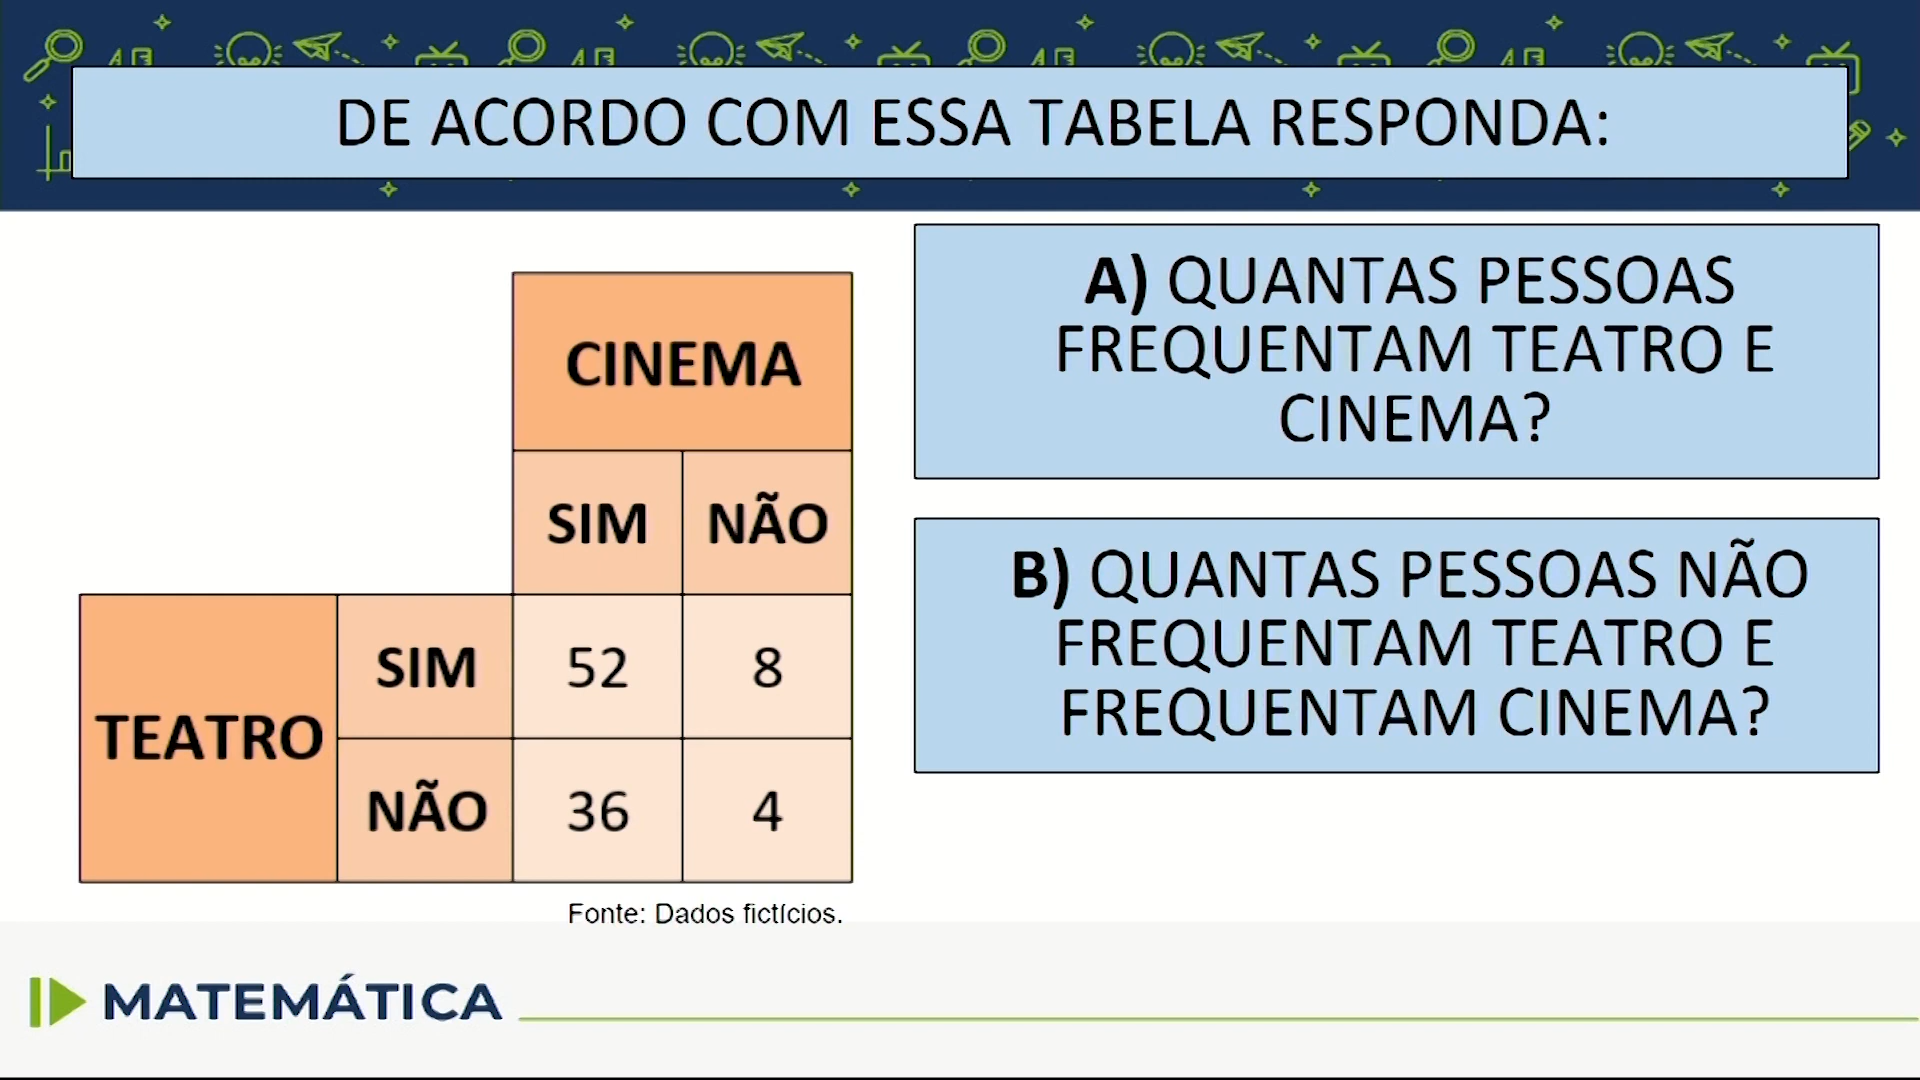 DE ACORDO COM ESSA TABELA RESPONDA:
A) QUANTAS PESSOAS
FREQUENTAM TEATRO E
CINEMA?
B) QUANTAS PESSOAS NÃO
FREQUENTAM TEATRO E
FREQUENTAM CINEMA?
CINEMA
SIM NÃO
TEATRO
SIM 52 8
NÃO 36 4
Fonte: Dados fictícios.
MATEMÁTICA